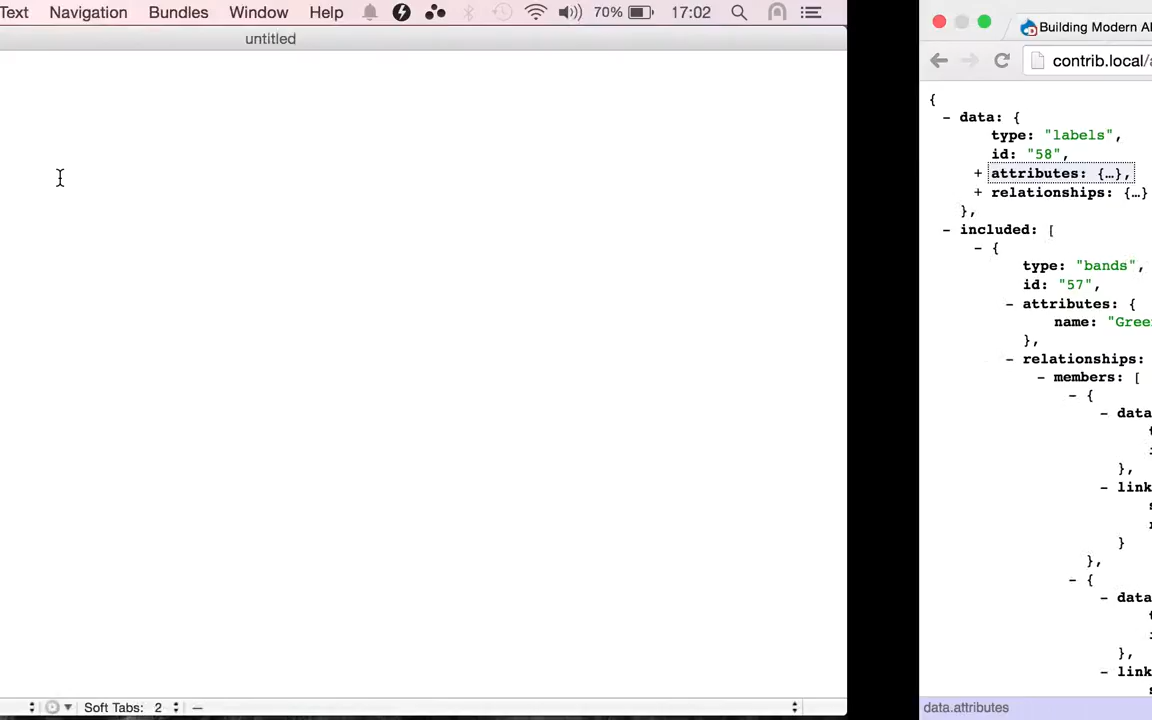 Text Navigation Bundles Window Help 70% 17:02
untitled
Soft Tabs: 2
Building Modern
contrib.local/
{
- data: {
type: "labels",
id: "58",
+ attributes: {…},
+ relationships: {…}
},
- included: [
- {
type: "bands",
id: "57",
- attributes: {
name: "Gree
},
- relationships:
- members: [
- {
- data
},
- link
}
},
- {
- data
},
- link
data.attributes